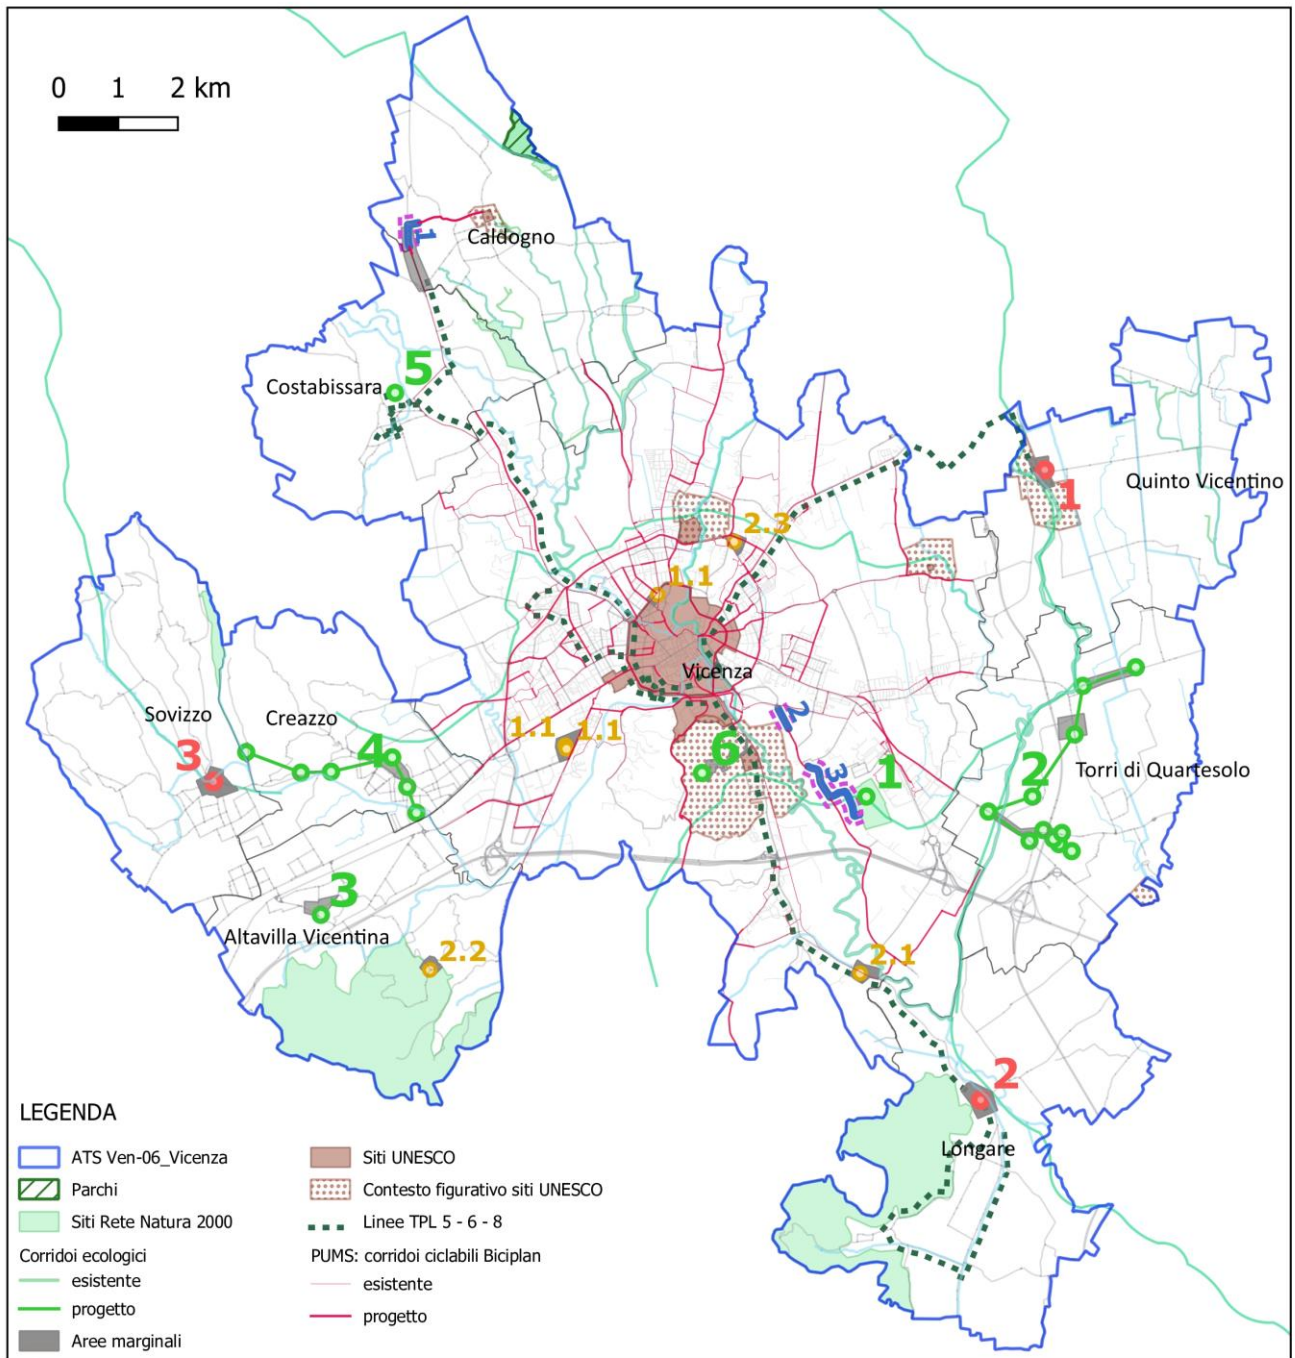 0 1 2 km
1
Caldogno
5
Costabissara
Quinto Vicentino
1
2.3
1.1
Vicenza
Sovizzo
Creazzo
2
1.1
1.1
3
4
6
3
1
2
Torri di Quartesolo
3
Altavilla Vicentina
2.2
2.1
2
Longare
LEGENDA
ATS Ven-06_Vicenza
Parchi
Siti Rete Natura 2000
Corridoi ecologici
esistente
progetto
Aree marginali
Siti UNESCO
Contesto figurativo siti UNESCO
Linee TPL 5 - 6 - 8
PUMS: corridoi ciclabili Biciplan
esistente
progetto